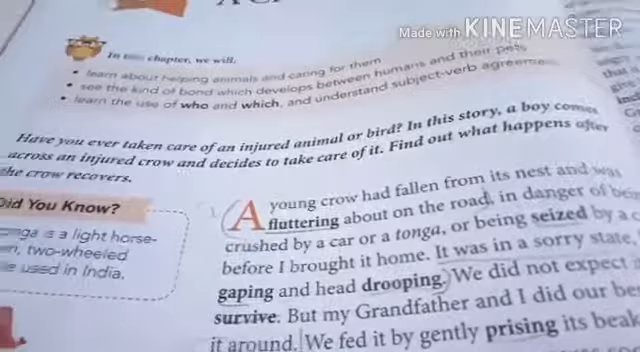 Made with KINEMASTER
In this chapter, we will:
• learn about helping animals and caring for them
• see the kind of bond which develops between humans and their pets
• learn the use of who and which, and understand subject-verb
Have you ever taken care of an injured animal or bird? In this story, a boy comes
across an injured crow and decides to take care of it. Find out what happens after
the crow recovers.
Did You Know?
is a light horse-
two-wheeled
used in India.
A young crow had fallen from its nest and was
fluttering about on the road, in danger of
crushed by a car or a tonga, or being seized by a
before I brought it home. It was in a sorry state
gaping and head drooping. We did not expect
survive. But my Grandfather and I did our
it around. We fed it by gently prising its beak